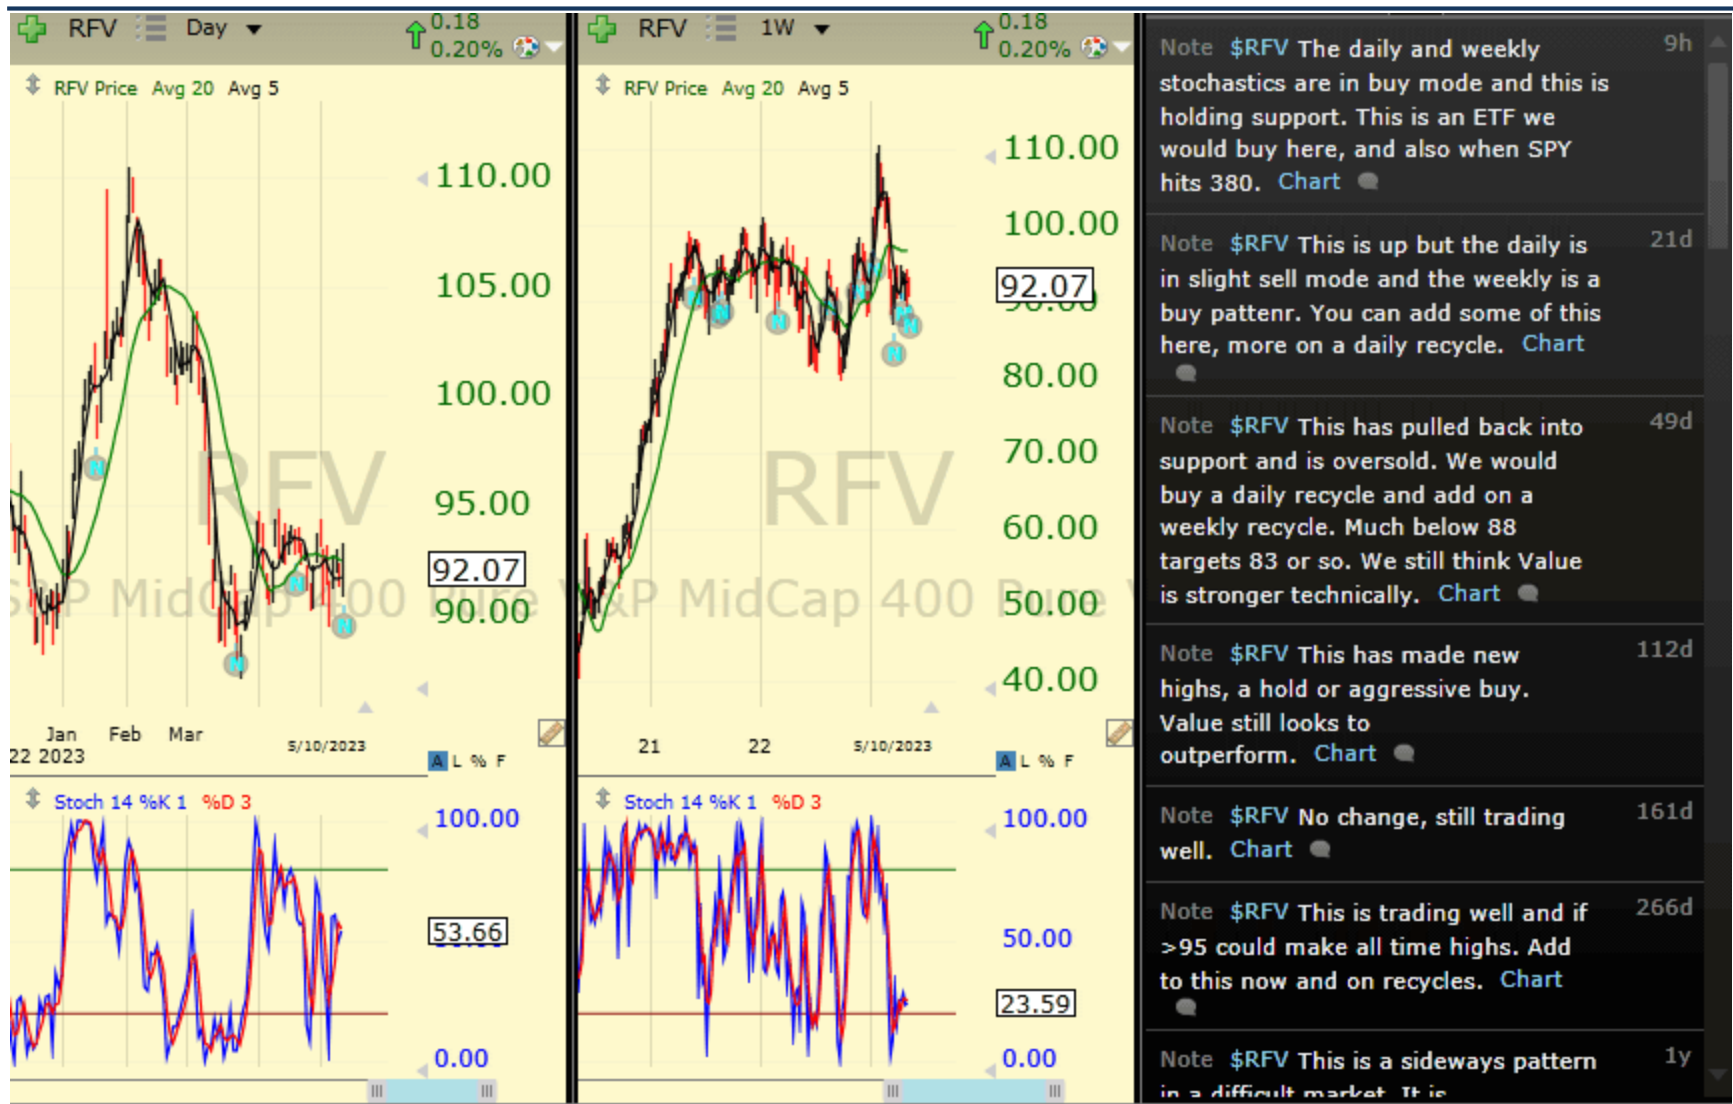 RFV Day 0.18
0.20%
RFV Price Avg 20 Avg 5
110.00
105.00
100.00
RFV
95.00
92.07
S&P MidCap 400 Pure V
90.00
Jan Feb Mar
22 2023 5/10/2023
A L % F
Stoch 14 %K 1 %D 3
100.00
53.66
0.00
RFV 1W 0.18
0.20%
RFV Price Avg 20 Avg 5
110.00
100.00
92.07
90.00
80.00
70.00
RFV
60.00
&P MidCap 400 Pure V
50.00
40.00
21 22 5/10/2023
A L % F
Stoch 14 %K 1 %D 3
100.00
50.00
23.59
0.00
Note $RFV The daily and weekly 9h
stochastics are in buy mode and this is
holding support. This is an ETF we
would buy here, and also when SPY
hits 380. Chart
Note $RFV This is up but the daily is 21d
in slight sell mode and the weekly is a
buy pattenr. You can add some of this
here, more on a daily recycle. Chart
Note $RFV This has pulled back into 49d
support and is oversold. We would
buy a daily recycle and add on a
weekly recycle. Much below 88
targets 83 or so. We still think Value
is stronger technically. Chart
Note $RFV This has made new 112d
highs, a hold or aggressive buy.
Value still looks to
outperform. Chart
Note $RFV No change, still trading 161d
well. Chart
Note $RFV This is trading well and if 266d
>95 could make all time highs. Add
to this now and on recycles. Chart
Note $RFV This is a sideways pattern 1y
in a difficult market. It is